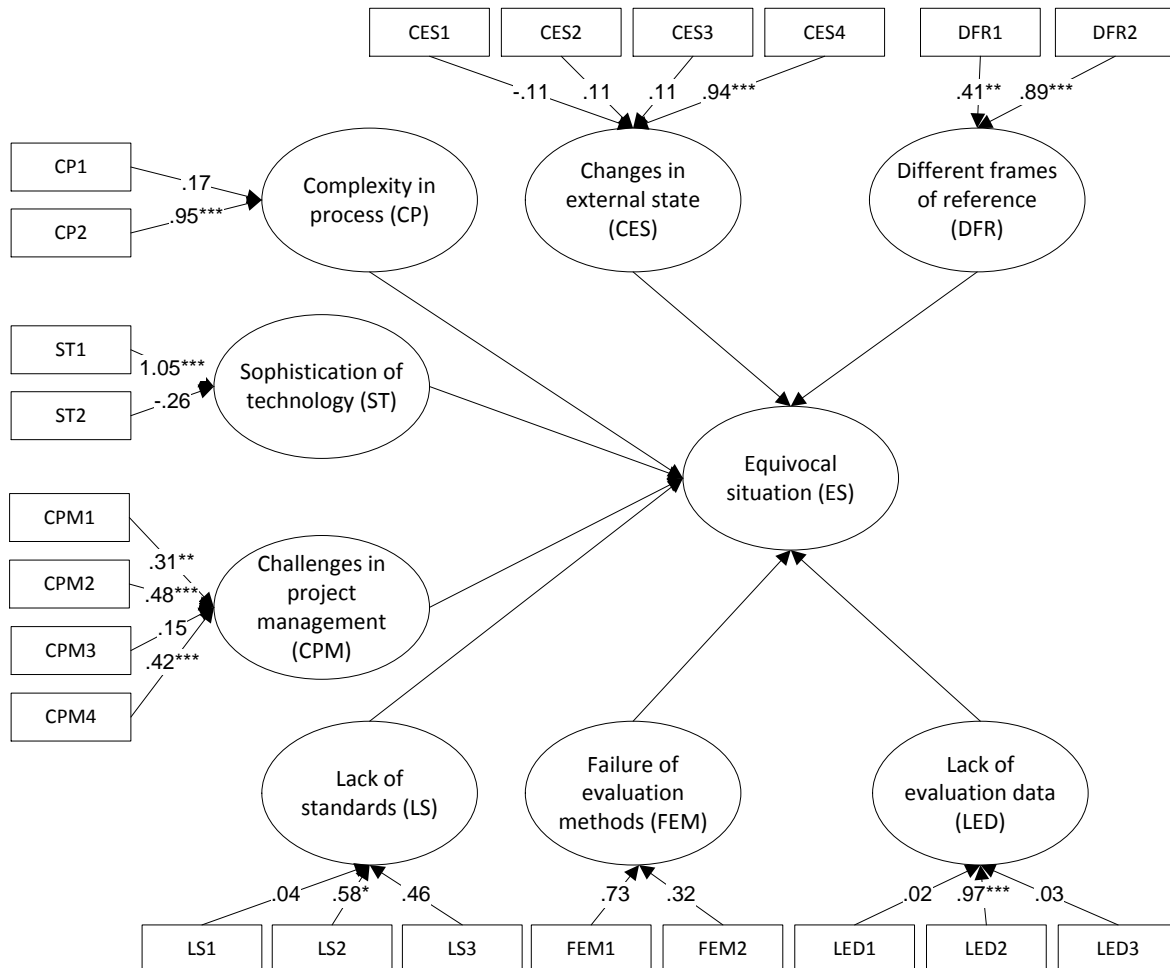 CES1
CES2
CES3
CES4
DFR1
DFR2
-.11
.11
.11
.94***
.41**
.89***
CP1
CP2
.17
.95***
Complexity in
process (CP)
Changes in
external state
(CES)
Different frames
of reference
(DFR)
ST1
ST2
1.05***
-.26
Sophistication of
technology (ST)
Equivocal
situation (ES)
CPM1
CPM2
CPM3
CPM4
.31**
.48***
.15
.42***
Challenges in
project
management
(CPM)
Lack of
standards (LS)
Failure of
evaluation
methods (FEM)
Lack of
evaluation data
(LED)
.04
.58*
.46
.73
.32
.02
.97***
.03
LS1
LS2
LS3
FEM1
FEM2
LED1
LED2
LED3